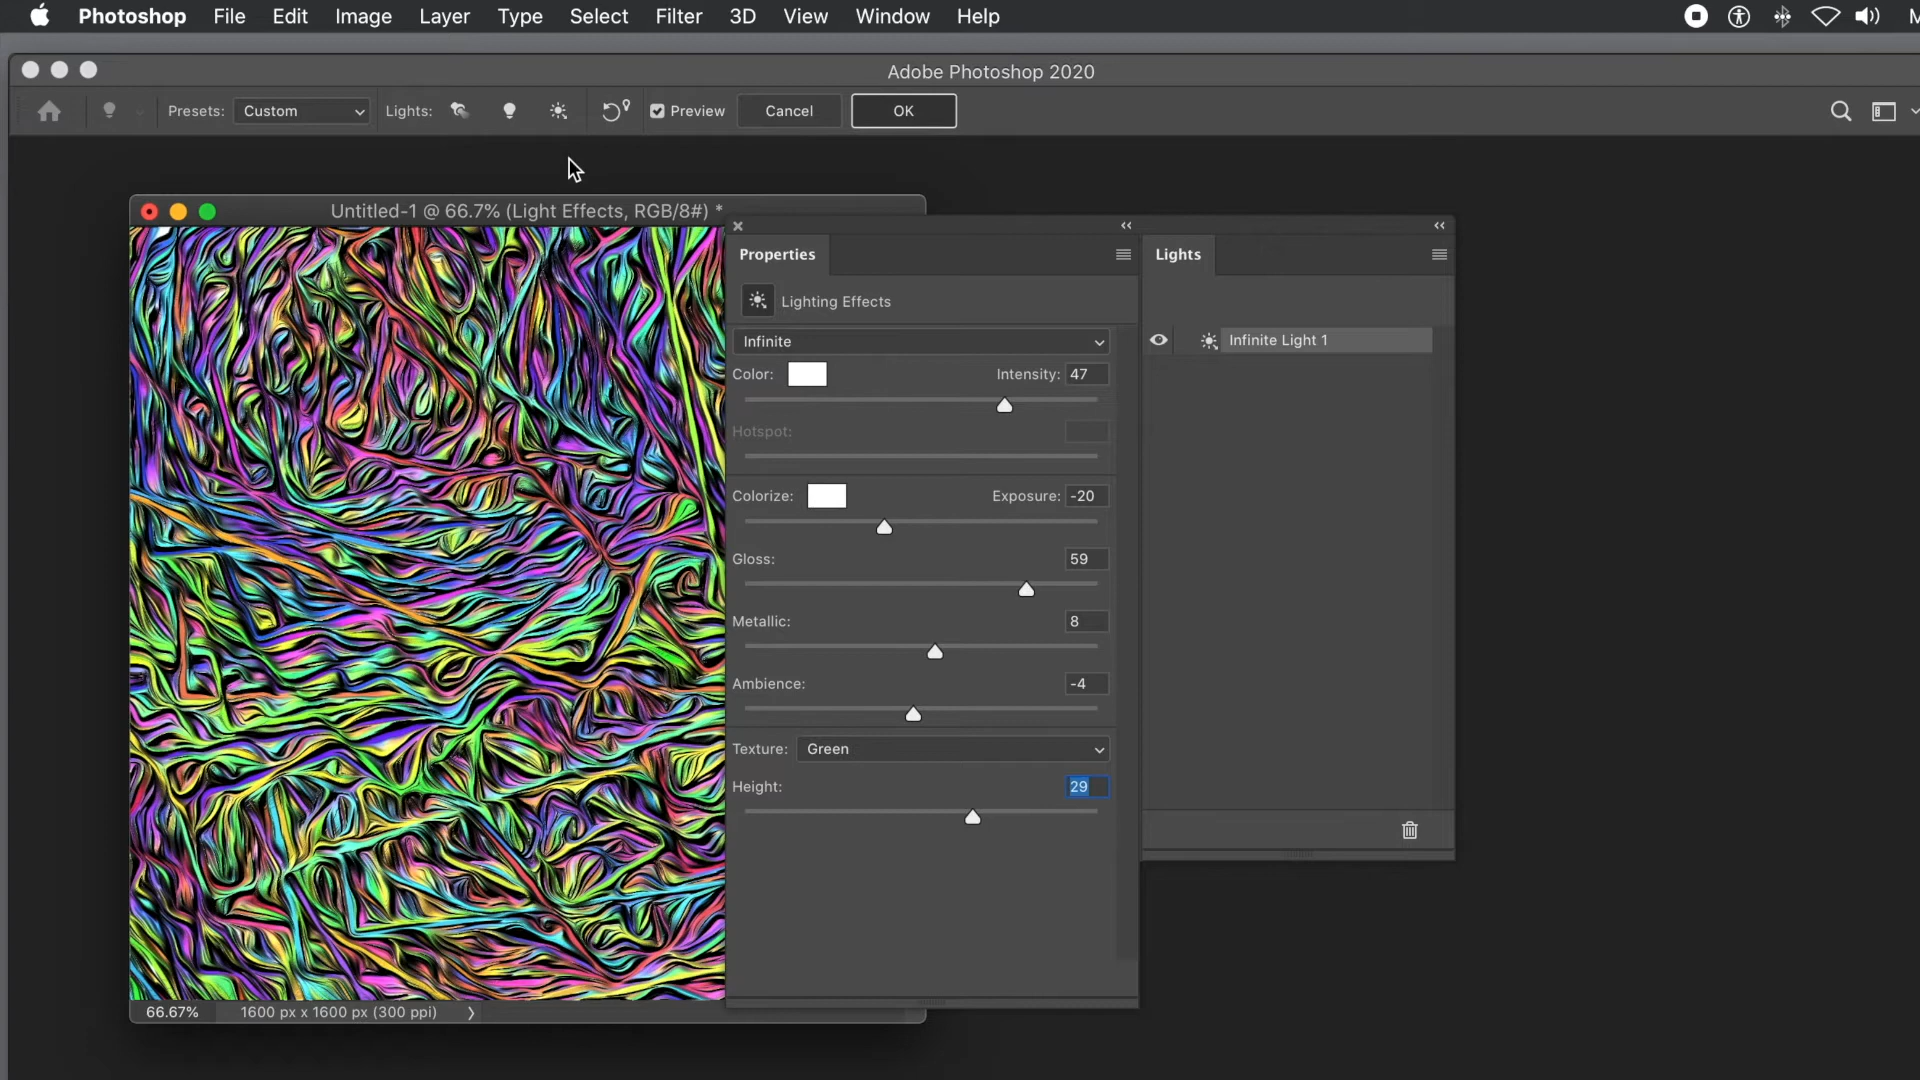 Photoshop File Edit Image Layer Type Select Filter 3D View Window Help
Adobe Photoshop 2020
Presets: Custom Lights: Preview Cancel OK
Untitled-1 @ 66.7% (Light Effects, RGB/8#) *
Properties
Lights
Lighting Effects
Infinite
Infinite Light 1
Color: Intensity: 47
Hotspot:
Colorize: Exposure: -20
Gloss: 59
Metallic: 8
Ambience: -4
Texture: Green
Height: 29
66.67% 1600 px x 1600 px (300 ppi)